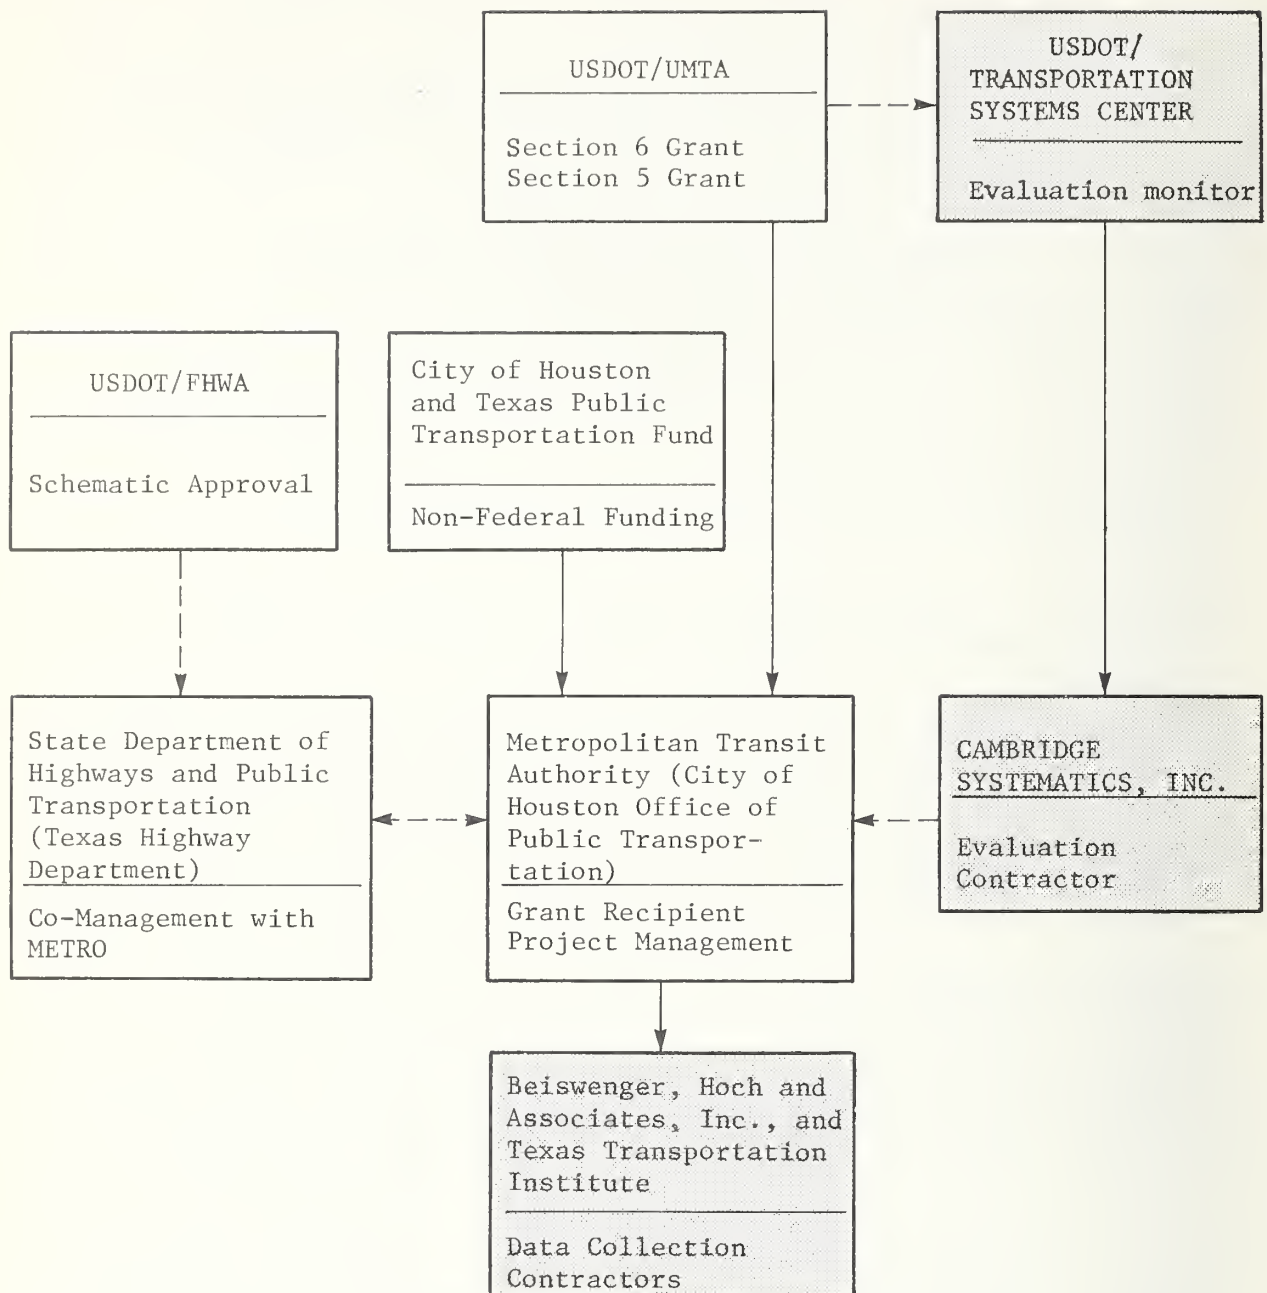 USDOT/UMTA
Section 6 Grant
Section 5 Grant
USDOT/
TRANSPORTATION
SYSTEMS CENTER
Evaluation monitor
USDOT/FHWA
Schematic Approval
City of Houston
and Texas Public
Transportation Fund
Non-Federal Funding
State Department of
Highways and Public
Transportation
(Texas Highway
Department)
Co-Management with
METRO
Metropolitan Transit
Authority (City of
Houston Office of
Public Transpor-
tation)
Grant Recipient
Project Management
CAMBRIDGE
SYSTEMATICS, INC.
Evaluation
Contractor
Beiswenger, Hoch and
Associates, Inc., and
Texas Transportation
Institute
Data Collection
Contractors